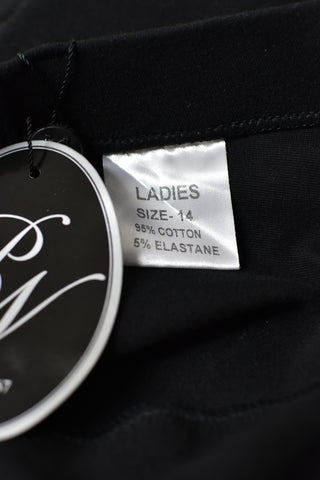 LADIES
SIZE- 14
95% COTTON
5% ELASTANE